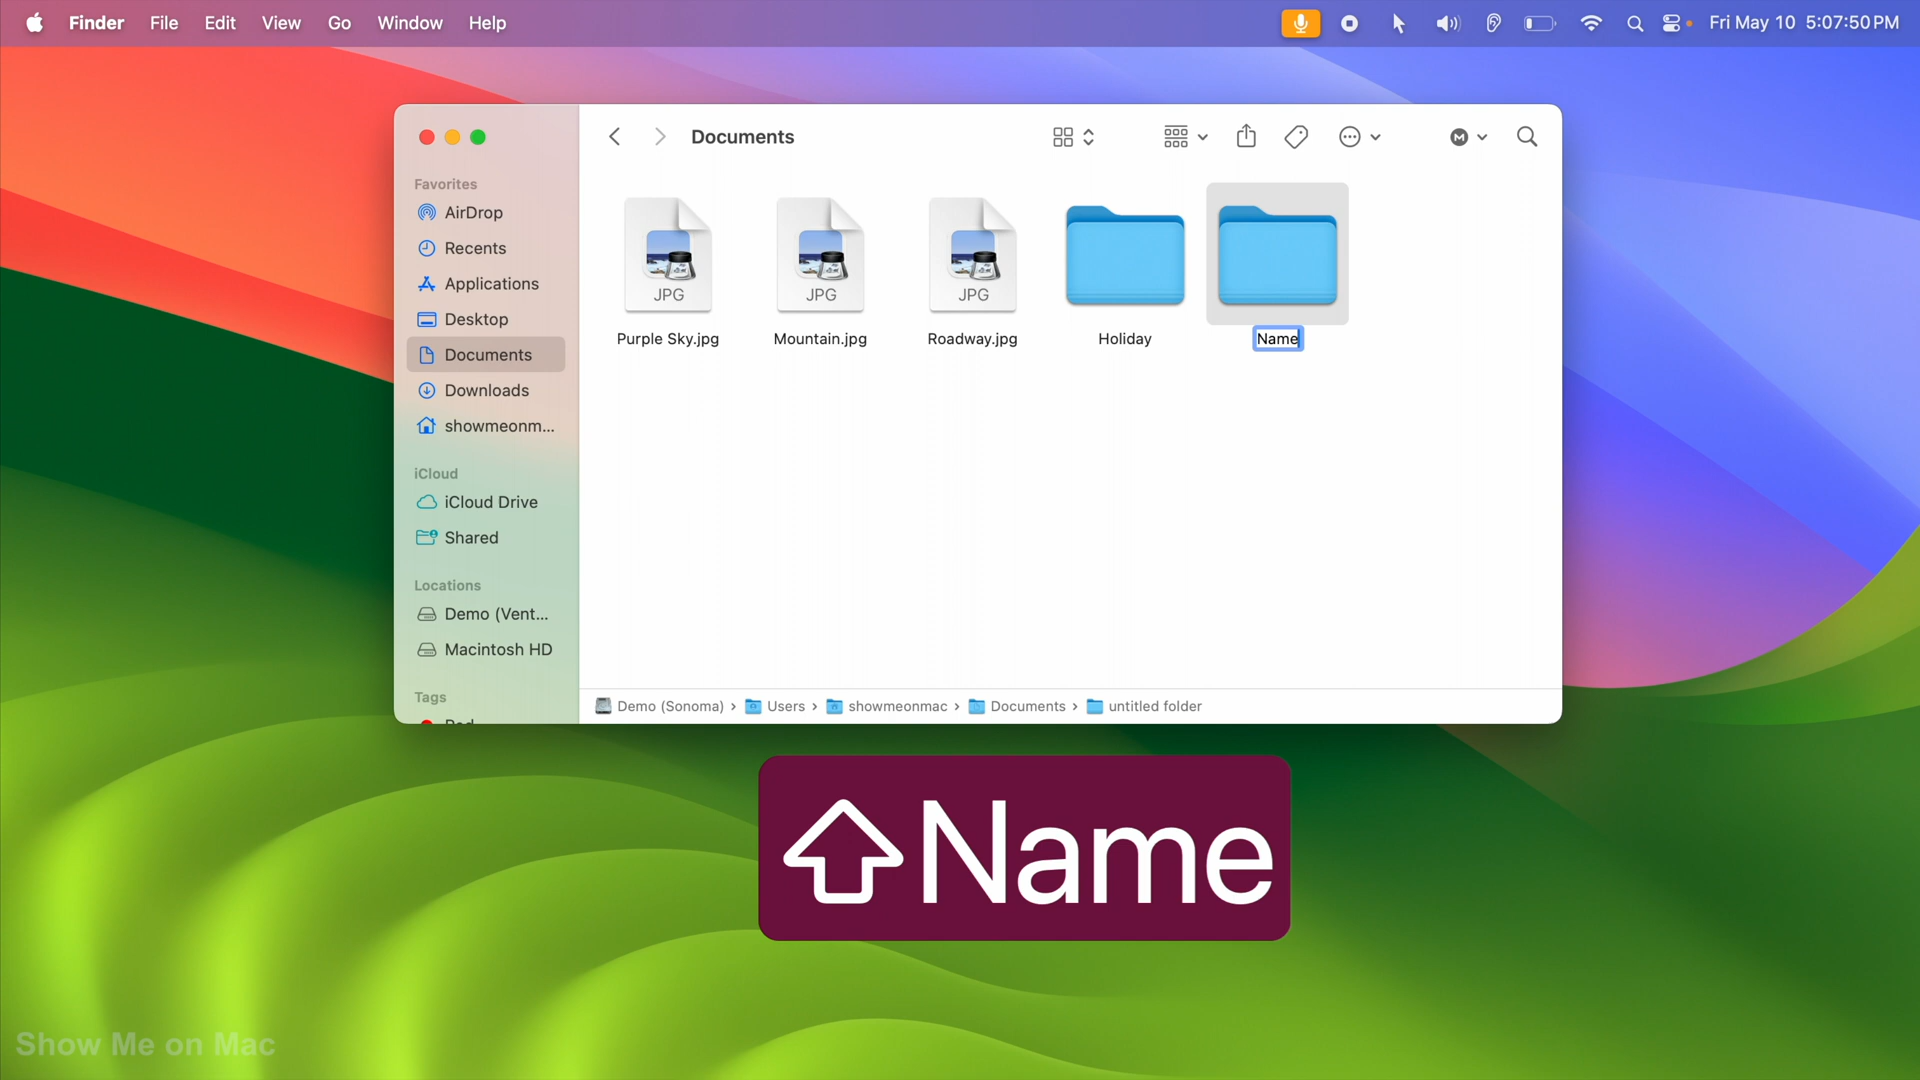 Finder File Edit View Go Window Help Fri May 10 5:07:50 PM
Documents
Favorites
AirDrop
Recents
Applications
Desktop
Documents
Downloads
showmeonm...
iCloud
iCloud Drive
Shared
Locations
Demo (Vent...
Macintosh HD
Tags
Red
M
JPG JPG JPG
Purple Sky.jpg Mountain.jpg Roadway.jpg Holiday Name
Demo (Sonoma) › Users › showmeonmac › Documents › untitled folder
Name
Show Me on Mac